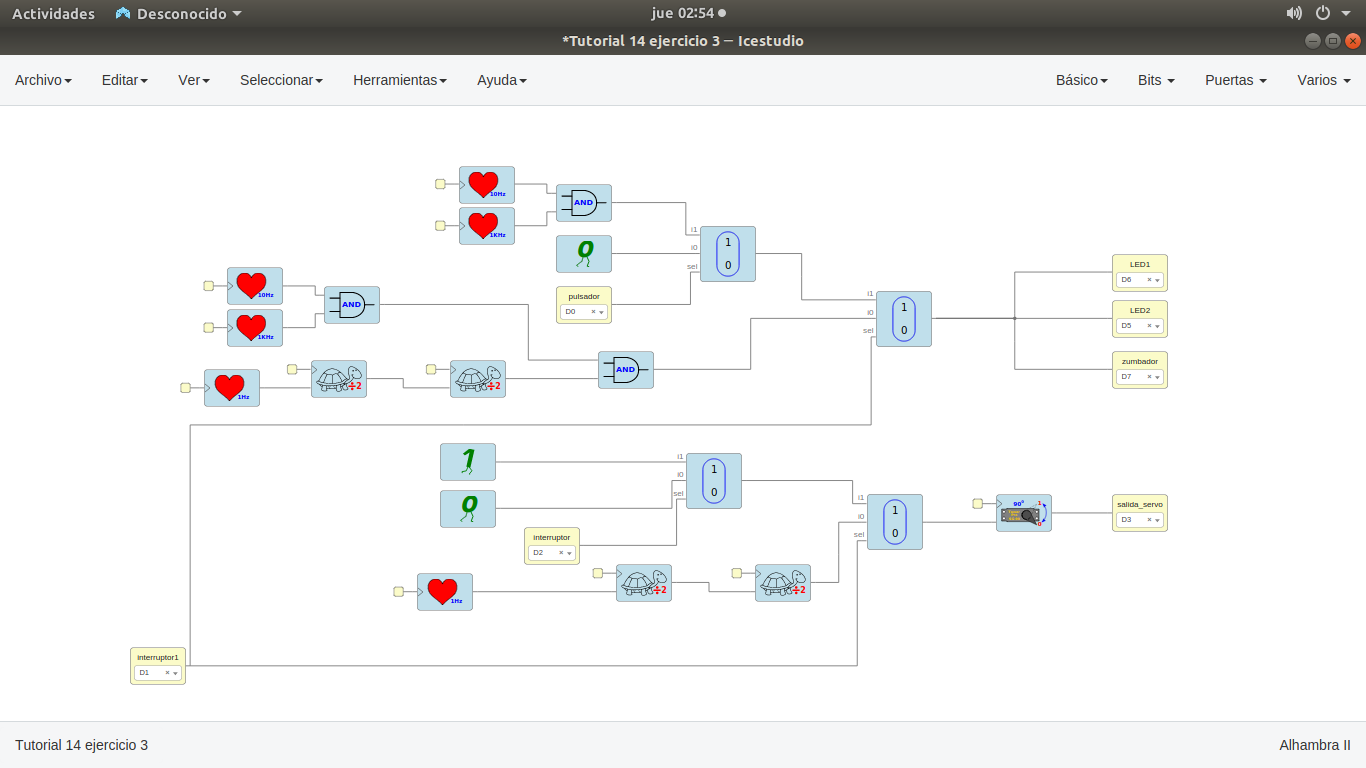 Actividades
Desconocido
jue 02:54
*Tutorial 14 ejercicio 3 – Icestudio
Archivo Editar Ver Seleccionar Herramientas Ayuda
Básico Bits Puertas Varios
10Hz
1KHz
AND
0
pulsador
D0
i1
i0
sel
1
0
10Hz
1KHz
AND
1Hz
÷2
÷2
AND
i1
i0
sel
1
0
LED1
D6
LED2
D5
zumbador
D7
1
0
interruptor
D2
i1
i0
sel
1
0
1Hz
÷2
÷2
i1
i0
sel
1
0
90º
1
0
salida_servo
D3
interruptor1
D1
Tutorial 14 ejercicio 3
Alhambra II